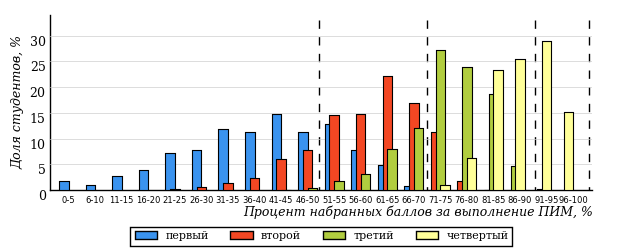 Доля студентов, %
30
25
20
15
10
5
0
0-5 6-10 11-15 16-20 21-25 26-30 31-35 36-40 41-45 46-50 51-55 56-60 61-65 66-70 71-75 76-80 81-85 86-90 91-95 96-100
Процент набранных баллов за выполнение ПИМ, %
первый второй третий четвертый